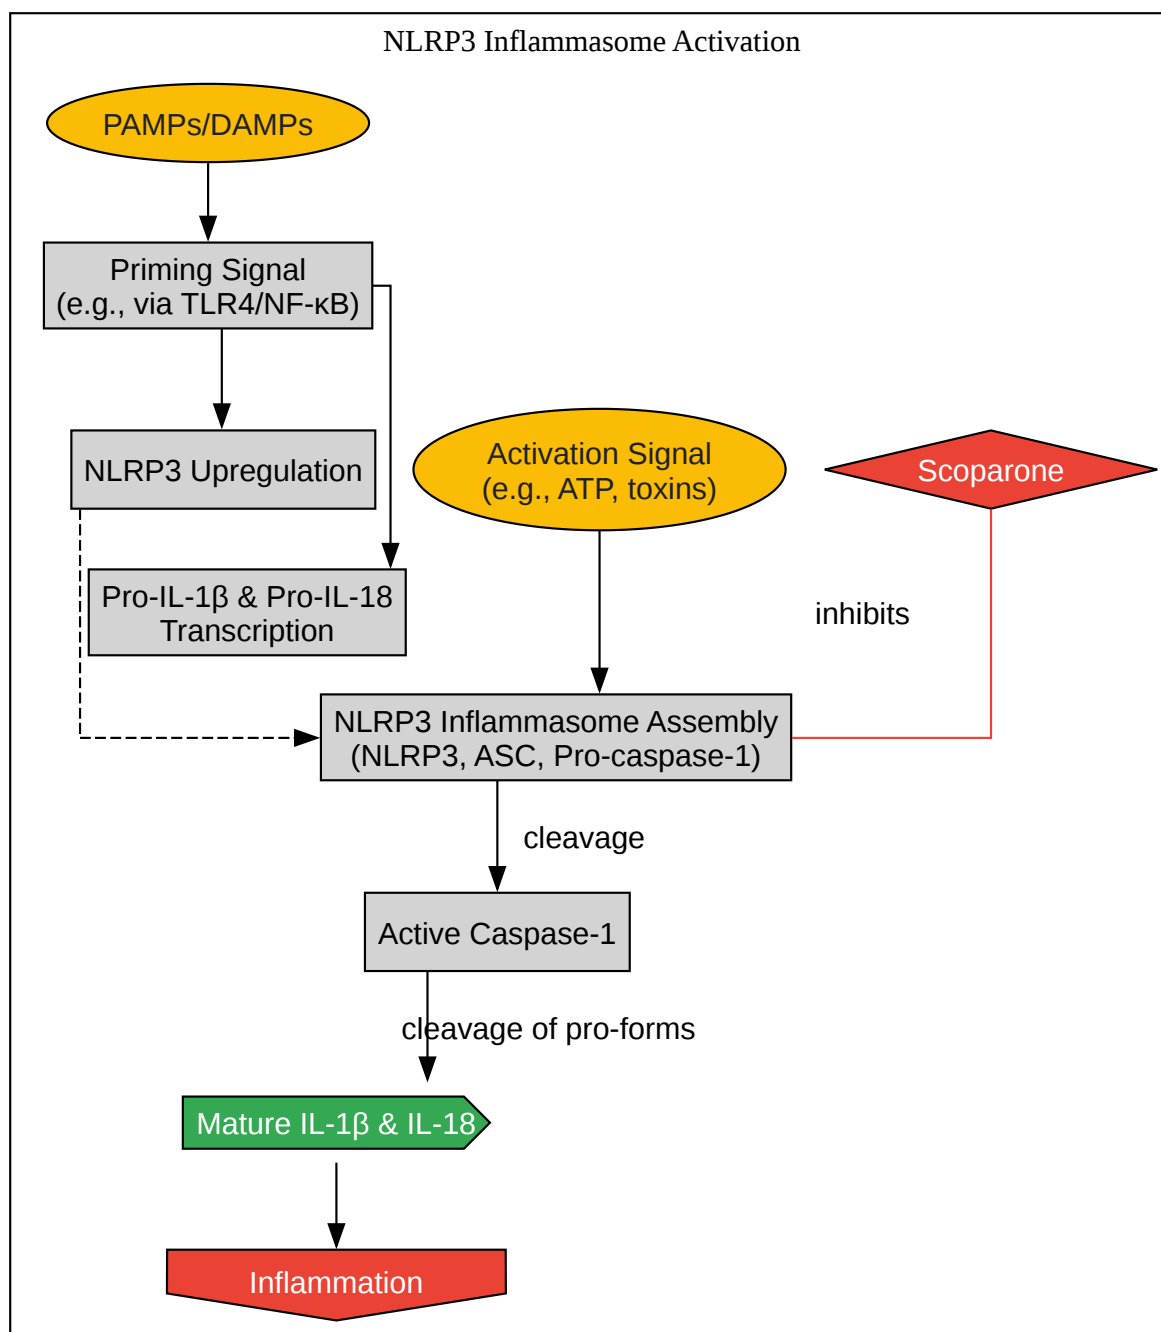 NLRP3 Inflammasome Activation
PAMPs/DAMPs
Priming Signal
(e.g., via TLR4/NF-κB)
NLRP3 Upregulation
Activation Signal
(e.g., ATP, toxins)
Scoparone
Pro-IL-1β & Pro-IL-18
Transcription
inhibits
NLRP3 Inflammasome Assembly
(NLRP3, ASC, Pro-caspase-1)
cleavage
Active Caspase-1
cleavage of pro-forms
Mature IL-1β & IL-18
Inflammation